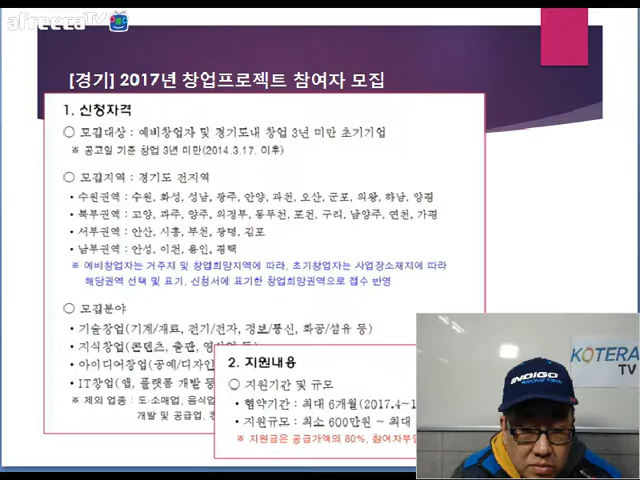 afreecaTV
[경기] 2017년 창업프로젝트 참여자 모집
1. 신청자격
○ 모집대상 : 예비창업자 및 경기도내 창업 3년 미만 초기기업
※ 공고일 기준 창업 3년 미만(2014.3.17. 이후)
○ 모집지역 : 경기도 전지역
• 수원권역 : 수원, 화성, 성남, 광주, 안양, 과천, 오산, 군포, 의왕, 하남, 양평
• 북부권역 : 고양, 파주, 양주, 의정부, 동두천, 포천, 구리, 남양주, 연천, 가평
• 서부권역 : 안산, 시흥, 부천, 광명, 김포
• 남부권역 : 안성, 이천, 용인, 평택
※ 예비창업자는 거주지 및 창업희망지역에 따라, 초기창업자는 사업장소재지에 따라
해당권역 선택 및 표기, 신청서에 표기한 창업희망권역으로 접수 반영
○ 모집분야
• 기술창업(기계/재료, 전기/전자, 정보/통신, 화공/섬유 등)
• 지식창업(콘텐츠, 출판,
• 아이디어창업(공예/디자인
• IT창업(앱, 플랫폼 개발 등
※ 제외 업종 : 도·소매업, 음식업
개발 및 공급업,
2. 지원내용
○ 지원기간 및 규모
• 협약기간 : 최대 6개월(2017.4~1
• 지원규모 : 최소 600만원 ~ 최대
※ 지원금은 공급가액의 80%, 참여자부담
KOTERA
TV
INDIGO
RACING TEAM